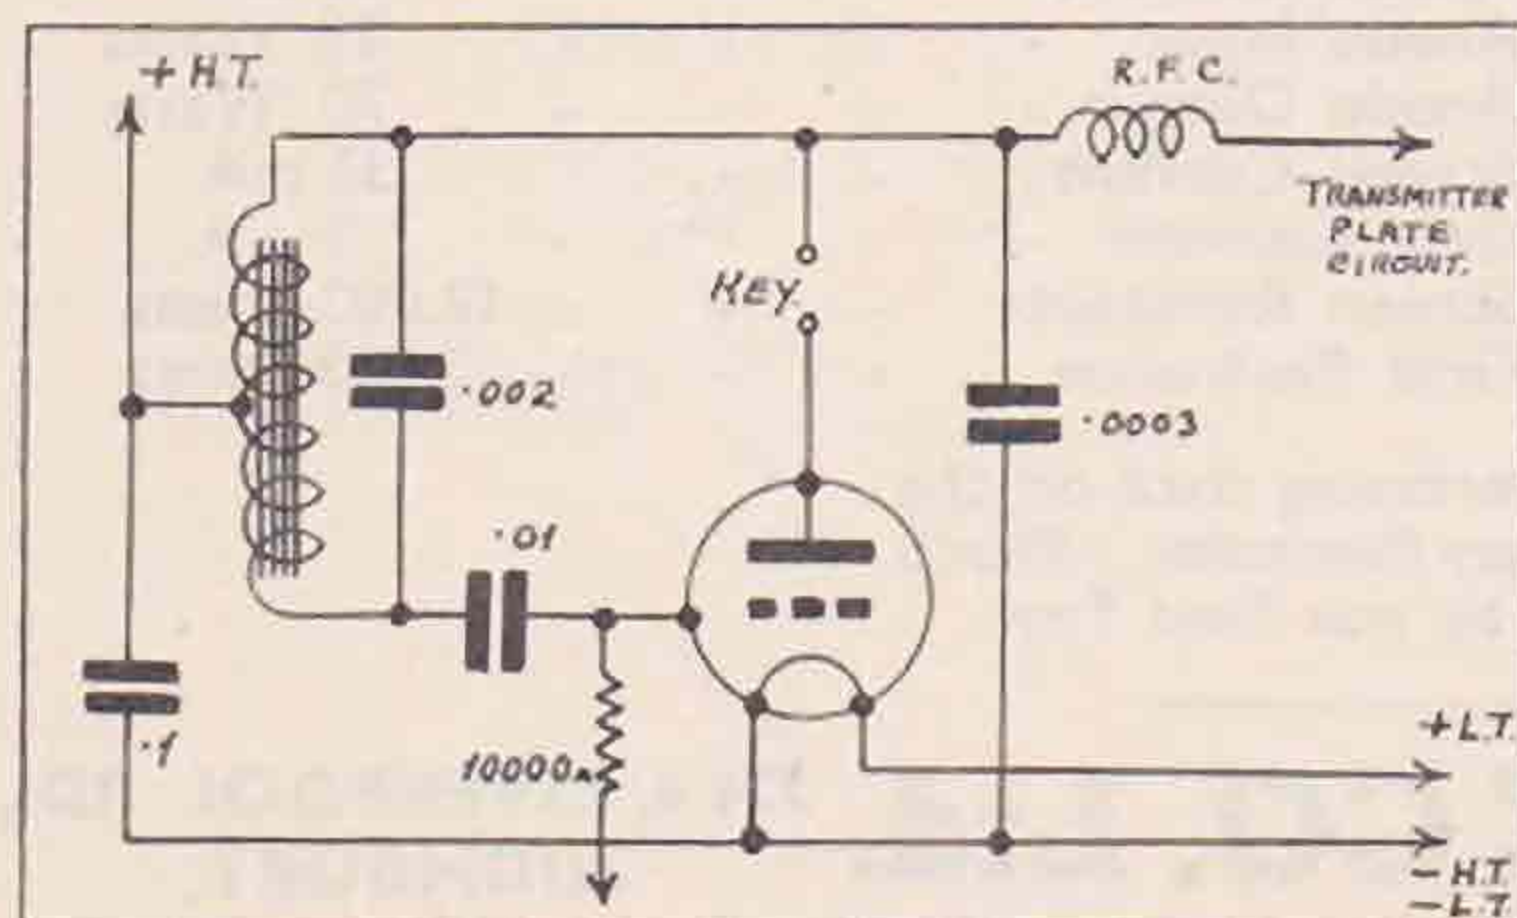 + H.T.
R.F.C.
TRANSMITTER
PLATE
CIRCUIT.
KEY.
·002
·0003
·01
·1
10000Ω
+ L.T.
- H.T.
- L.T.